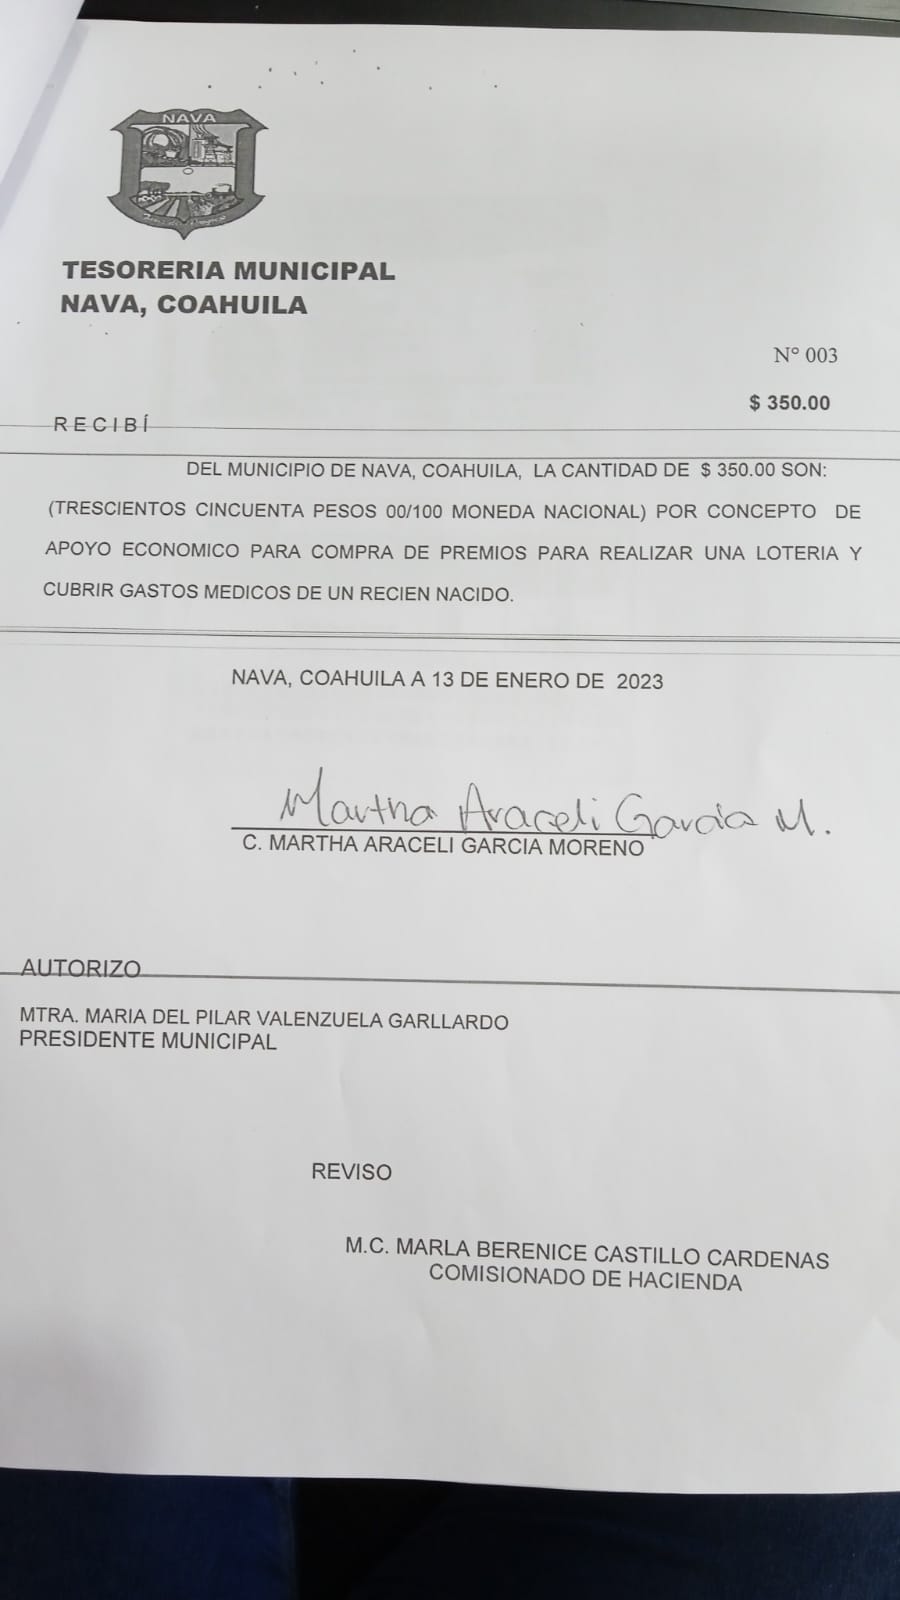 NAVA
TESORERIA MUNICIPAL
NAVA, COAHUILA
N° 003
$ 350.00
RECIBÍ
DEL MUNICIPIO DE NAVA, COAHUILA, LA CANTIDAD DE $ 350.00 SON:
(TRESCIENTOS CINCUENTA PESOS 00/100 MONEDA NACIONAL) POR CONCEPTO DE
APOYO ECONOMICO PARA COMPRA DE PREMIOS PARA REALIZAR UNA LOTERIA Y
CUBRIR GASTOS MEDICOS DE UN RECIEN NACIDO.
NAVA, COAHUILA A 13 DE ENERO DE 2023
Martha Araceli Garcia M.
C. MARTHA ARACELI GARCIA MORENO
AUTORIZO
MTRA. MARIA DEL PILAR VALENZUELA GARLLARDO
PRESIDENTE MUNICIPAL
REVISO
M.C. MARLA BERENICE CASTILLO CARDENAS
COMISIONADO DE HACIENDA